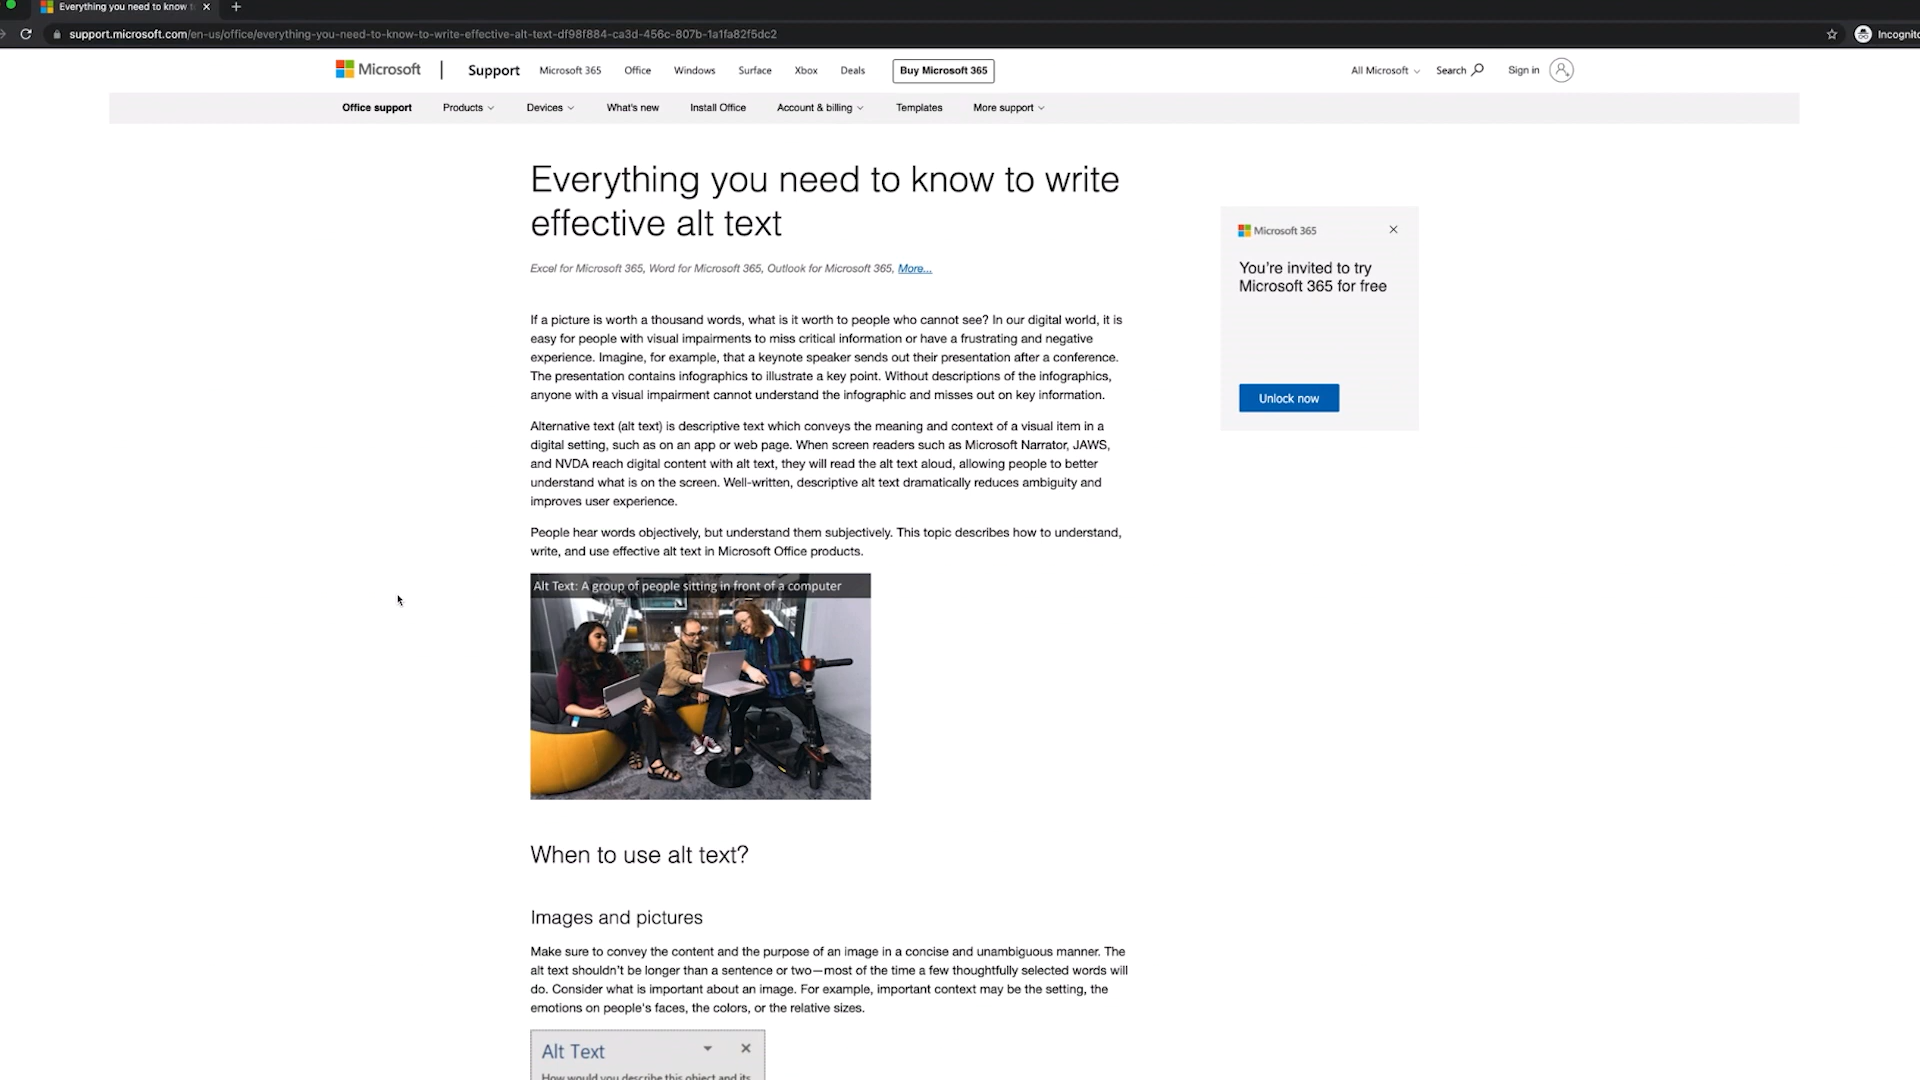 Everything you need to know
support.microsoft.com/en-us/office/everything-you-need-to-know-to-write-effective-alt-text-df98f884-ca3d-456c-807b-1a1fa82f5dc2
Incognito
Microsoft
Support
Microsoft 365
Office
Windows
Surface
Xbox
Deals
Buy Microsoft 365
All Microsoft
Search
Sign in
Office support
Products
Devices
What's new
Install Office
Account & billing
Templates
More support
Everything you need to know to write
effective alt text
Excel for Microsoft 365, Word for Microsoft 365, Outlook for Microsoft 365, More...
If a picture is worth a thousand words, what is it worth to people who cannot see? In our digital world, it is
easy for people with visual impairments to miss critical information or have a frustrating and negative
experience. Imagine, for example, that a keynote speaker sends out their presentation after a conference.
The presentation contains infographics to illustrate a key point. Without descriptions of the infographics,
anyone with a visual impairment cannot understand the infographic and misses out on key information.
Alternative text (alt text) is descriptive text which conveys the meaning and context of a visual item in a
digital setting, such as on an app or web page. When screen readers such as Microsoft Narrator, JAWS,
and NVDA reach digital content with alt text, they will read the alt text aloud, allowing people to better
understand what is on the screen. Well-written, descriptive alt text dramatically reduces ambiguity and
improves user experience.
People hear words objectively, but understand them subjectively. This topic describes how to understand,
write, and use effective alt text in Microsoft Office products.
Alt Text: A group of people sitting in front of a computer
When to use alt text?
Images and pictures
Make sure to convey the content and the purpose of an image in a concise and unambiguous manner. The
alt text shouldn't be longer than a sentence or two—most of the time a few thoughtfully selected words will
do. Consider what is important about an image. For example, important context may be the setting, the
emotions on people's faces, the colors, or the relative sizes.
Alt Text
How would you describe this object and its
Microsoft 365
You're invited to try
Microsoft 365 for free
Unlock now